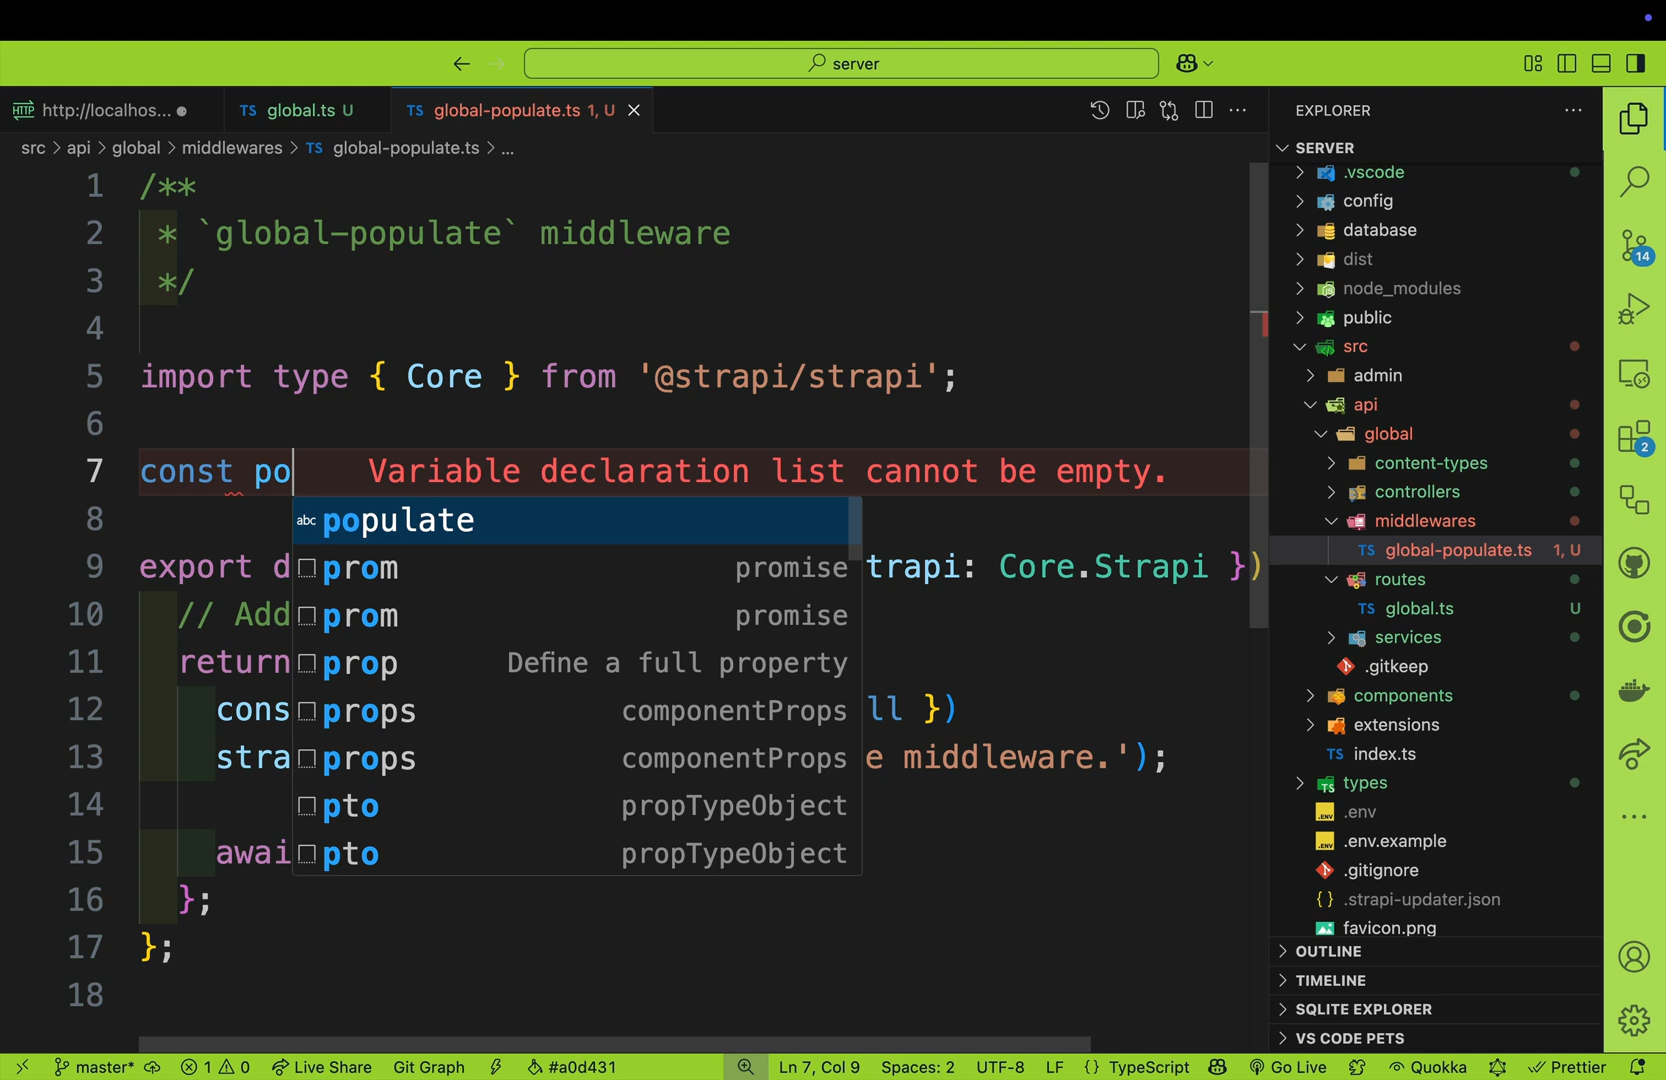 server
http://localhos...
TS global.ts U
TS global-populate.ts 1, U
src > api > global > middlewares > TS global-populate.ts > ...
1 /**
2 * `global-populate` middleware
3 */
4
5 import type { Core } from '@strapi/strapi';
6
7 const po Variable declaration list cannot be empty.
8
9 export d trapi: Core.Strapi })
10 // Add
11 return
12 cons ll })
13 stra e middleware.');
14
15 awai
16 };
17 };
18
abc populate
prom promise
prom promise
prop Define a full property
props componentProps
props componentProps
pto propTypeObject
pto propTypeObject
EXPLORER
SERVER
.vscode
config
database
dist
node_modules
public
src
admin
api
global
content-types
controllers
middlewares
TS global-populate.ts 1, U
routes
TS global.ts U
services
.gitkeep
components
extensions
TS index.ts
types
.env
.env.example
.gitignore
{} .strapi-updater.json
favicon.png
OUTLINE
TIMELINE
SQLITE EXPLORER
VS CODE PETS
14
2
master* 1 0 Live Share Git Graph #a0d431 Ln 7, Col 9 Spaces: 2 UTF-8 LF {} TypeScript Go Live Quokka Prettier